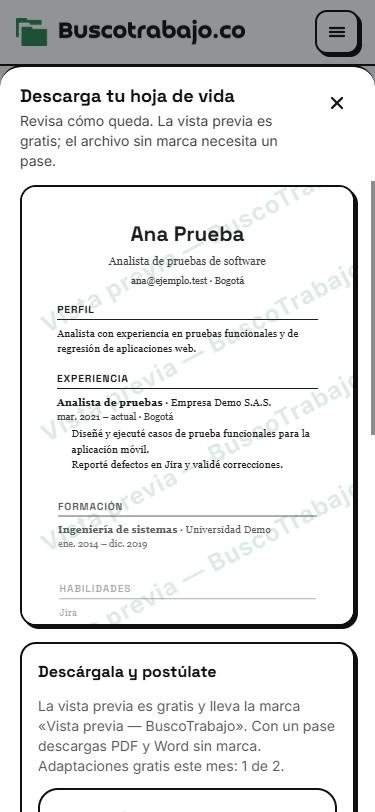 Buscotrabajo.co
Descarga tu hoja de vida
Revisa cómo queda. La vista previa es
gratis; el archivo sin marca necesita un
pase.
Ana Prueba
Analista de pruebas de software
ana@ejemplo.test · Bogotá
PERFIL
Analista con experiencia en pruebas funcionales y de
regresión de aplicaciones web.
EXPERIENCIA
Analista de pruebas · Empresa Demo S.A.S.
mar. 2021 – actual · Bogotá
Diseñé y ejecuté casos de prueba funcionales para la
aplicación móvil.
Reporté defectos en Jira y validé correcciones.
FORMACIÓN
Ingeniería de sistemas · Universidad Demo
ene. 2014 – dic. 2019
HABILIDADES
Jira
Vista previa — BuscoTra
Vista previa — BuscoTrabajo
Vista previa — BuscoTrabajo
Vista previa — BuscoTrabajo
previa — BuscoTrabajo
Descárgala y postúlate
La vista previa es gratis y lleva la marca
«Vista previa — BuscoTrabajo». Con un pase
descargas PDF y Word sin marca.
Adaptaciones gratis este mes: 1 de 2.